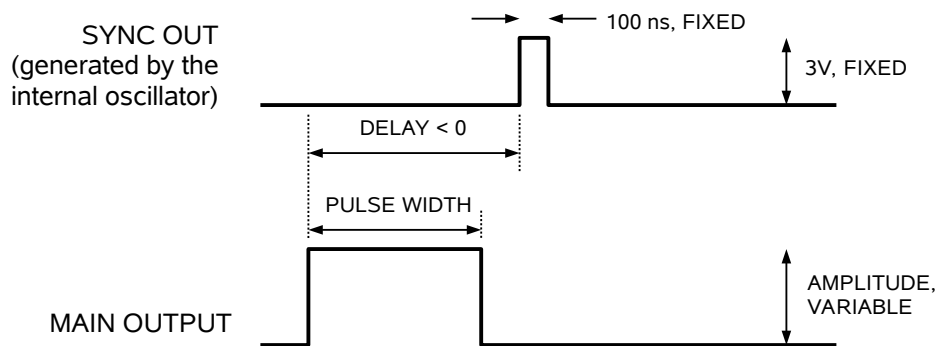 100 ns, FIXED
SYNC OUT
(generated by the
internal oscillator)
3V, FIXED
DELAY < 0
PULSE WIDTH
AMPLITUDE,
VARIABLE
MAIN OUTPUT